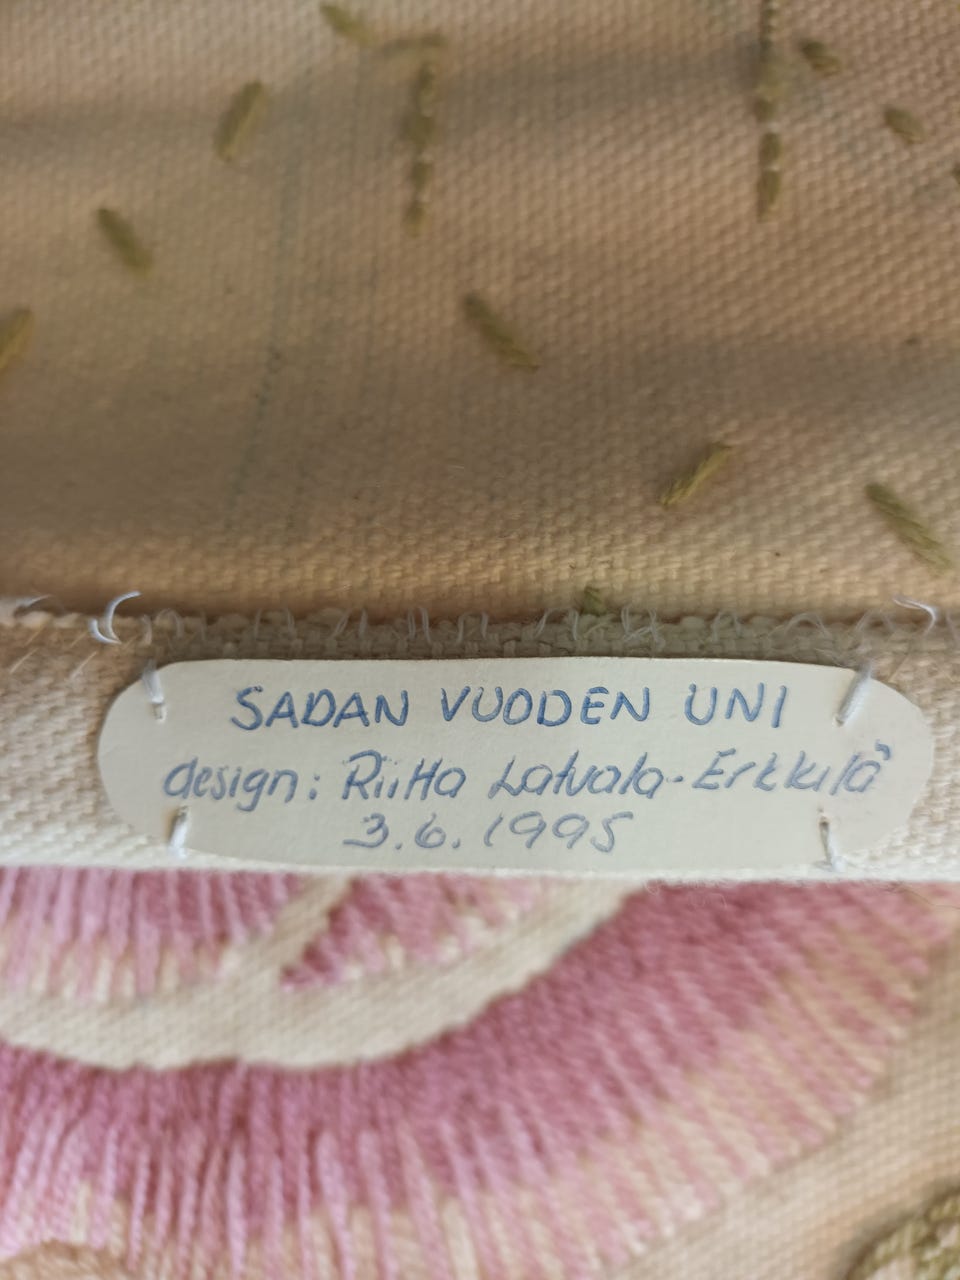 SADAN VUODEN UNI
design: Riitta Latvala-Erkkilä
3.6.1995